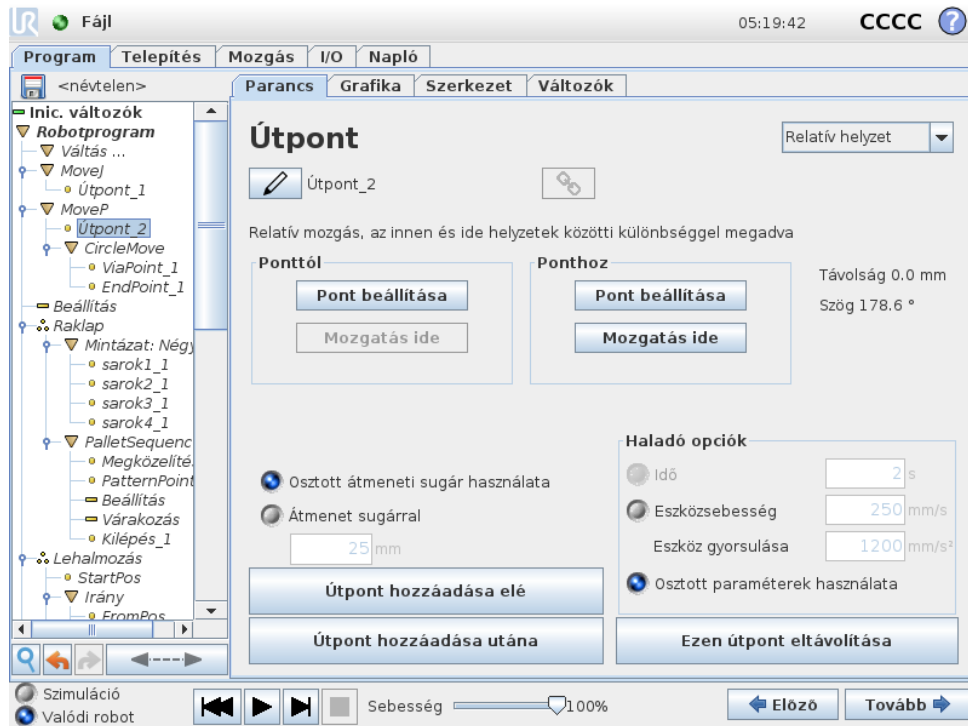 Fájl
05:19:42
CCCC
?
Program
Telepítés
Mozgás
I/O
Napló
<névtelen>
Parancs
Grafika
Szerkezet
Változók
Inic. változók
Robotprogram
Váltás ...
MoveJ
Útpont_1
MoveP
Útpont_2
CircleMove
ViaPoint_1
EndPoint_1
Beállítás
Raklap
Mintázat: Négy
sarok1_1
sarok2_1
sarok3_1
sarok4_1
PalletSequenc
Megközelíté
PatternPoint
Beállítás
Várakozás
Kilépés_1
Lehalmozás
StartPos
Irány
FromPos
Útpont
Relatív helyzet
Útpont_2
Relatív mozgás, az innen és ide helyzetek közötti különbséggel megadva
Ponttól
Pont beállítása
Mozgatás ide
Ponthoz
Pont beállítása
Mozgatás ide
Távolság 0.0 mm
Szög 178.6 °
Osztott átmeneti sugár használata
Átmenet sugárral
25 mm
Haladó opciók
Idő 2 s
Eszközsebesség 250 mm/s
Eszköz gyorsulása 1200 mm/s²
Osztott paraméterek használata
Útpont hozzáadása elé
Útpont hozzáadása utána
Ezen útpont eltávolítása
Szimuláció
Valódi robot
Sebesség
100%
Előző
Tovább